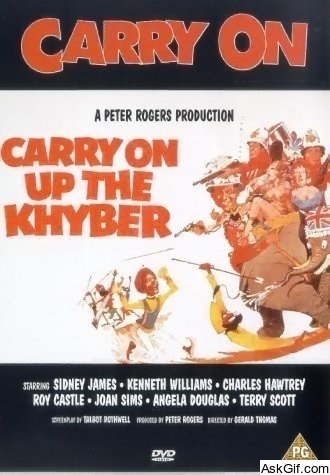 CARRY ON
A PETER ROGERS PRODUCTION
CARRY ON
UP THE
KHYBER
STARRING SIDNEY JAMES · KENNETH WILLIAMS · CHARLES HAWTREY
ROY CASTLE · JOAN SIMS · ANGELA DOUGLAS · TERRY SCOTT
SCREENPLAY BY TALBOT ROTHWELL PRODUCED BY PETER ROGERS DIRECTED BY GERALD THOMAS
DVD
VIDEO
PG
AskGif.com